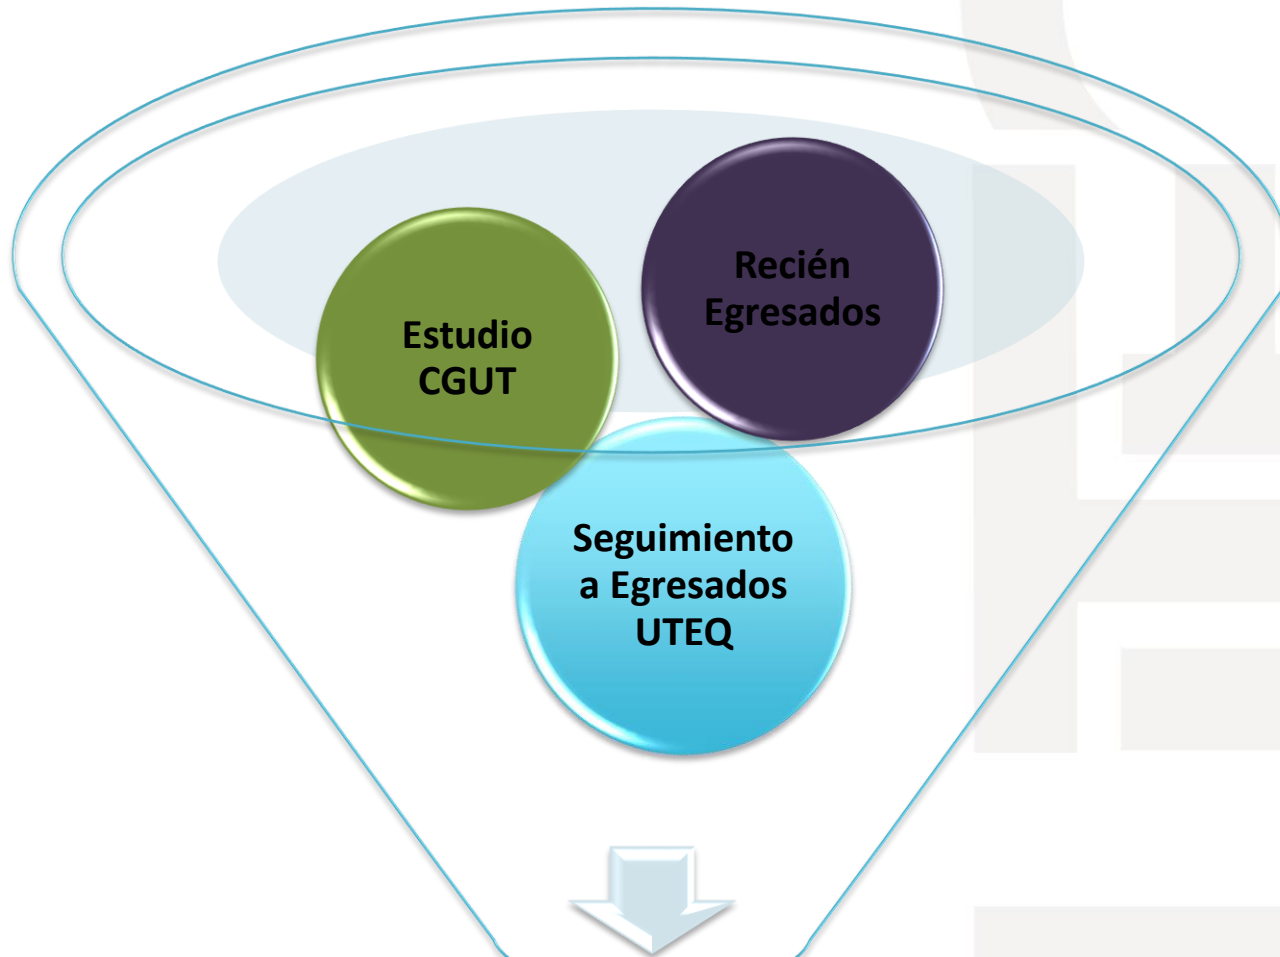 Recién
Egresados
Estudio
CGUT
Seguimiento
a Egresados
UTEQ